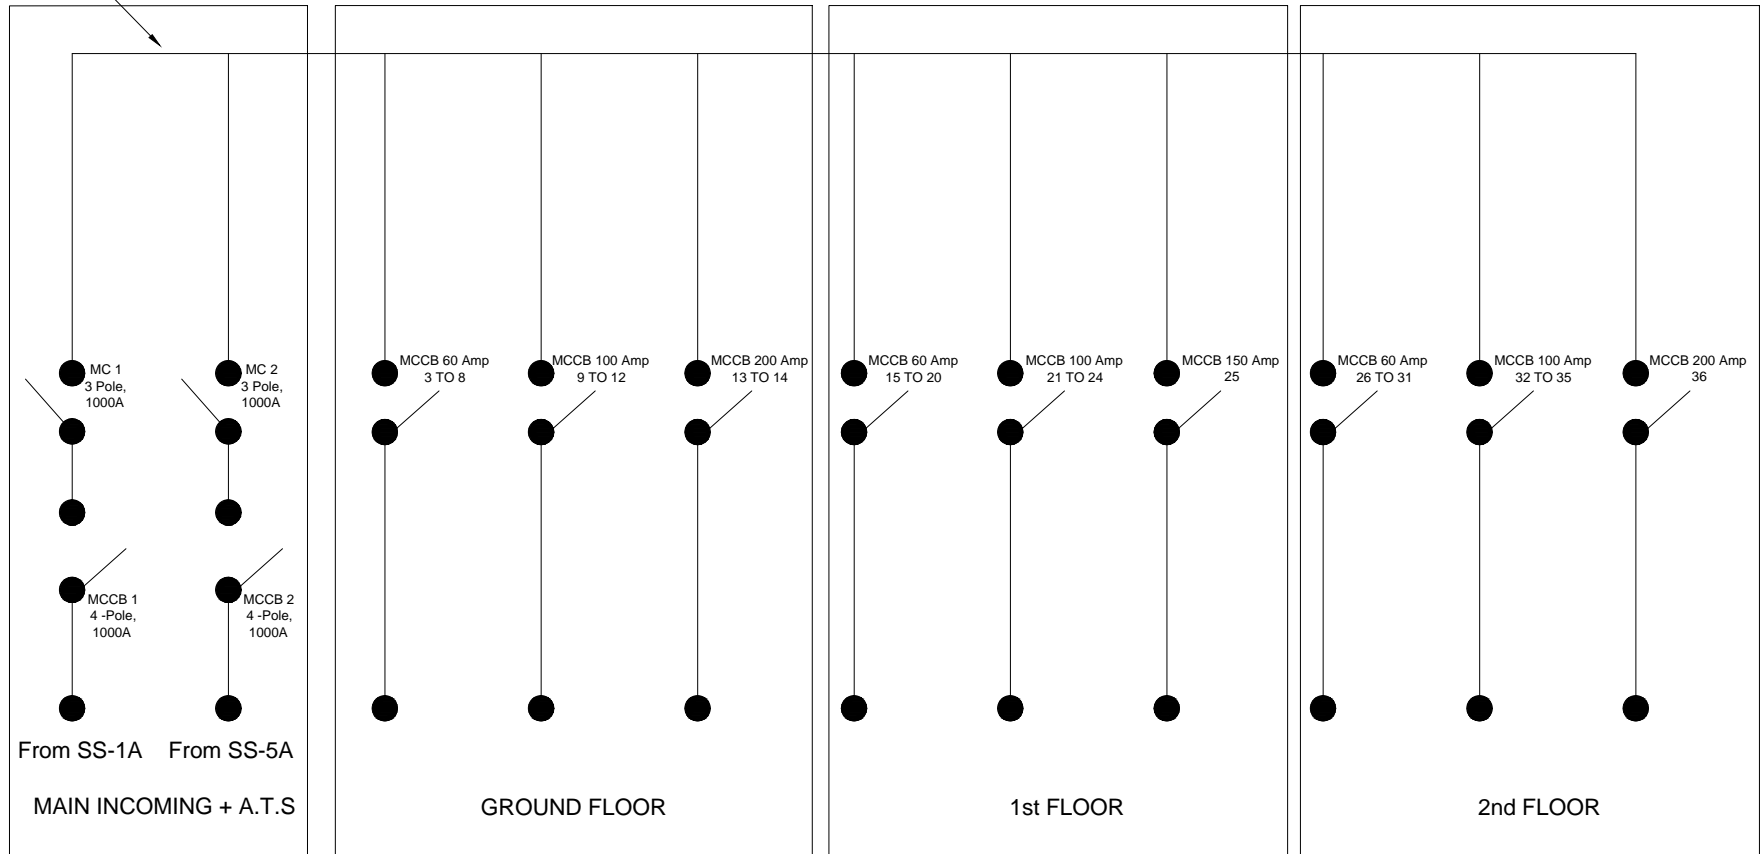 MC 1
3 Pole,
1000A
MC 2
3 Pole,
1000A
MCCB 60 Amp
3 TO 8
MCCB 100 Amp
9 TO 12
MCCB 200 Amp
13 TO 14
MCCB 60 Amp
15 TO 20
MCCB 100 Amp
21 TO 24
MCCB 150 Amp
25
MCCB 60 Amp
26 TO 31
MCCB 100 Amp
32 TO 35
MCCB 200 Amp
36
MCCB 1
4 -Pole,
1000A
MCCB 2
4 -Pole,
1000A
From SS-1A
From SS-5A
MAIN INCOMING + A.T.S
GROUND FLOOR
1st FLOOR
2nd FLOOR